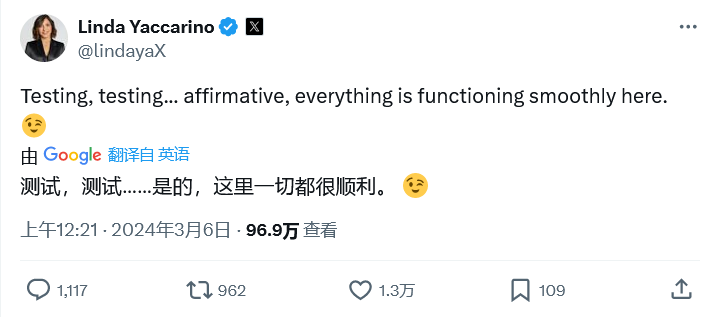 Linda Yaccarino
@lindayaX
Testing, testing... affirmative, everything is functioning smoothly here.
😉
由 Google 翻译自 英语
测试，测试……是的，这里一切都很顺利。 😉
上午12:21 · 2024年3月6日 · 96.9万 查看
1,117 962 1.3万 109